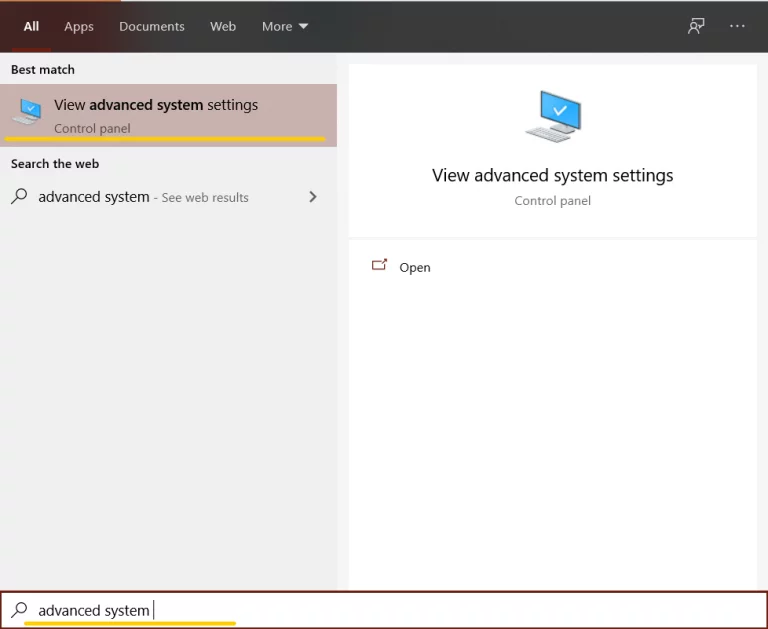 All Apps Documents Web More
Best match
View advanced system settings
Control panel
Search the web
advanced system - See web results
View advanced system settings
Control panel
Open
advanced system